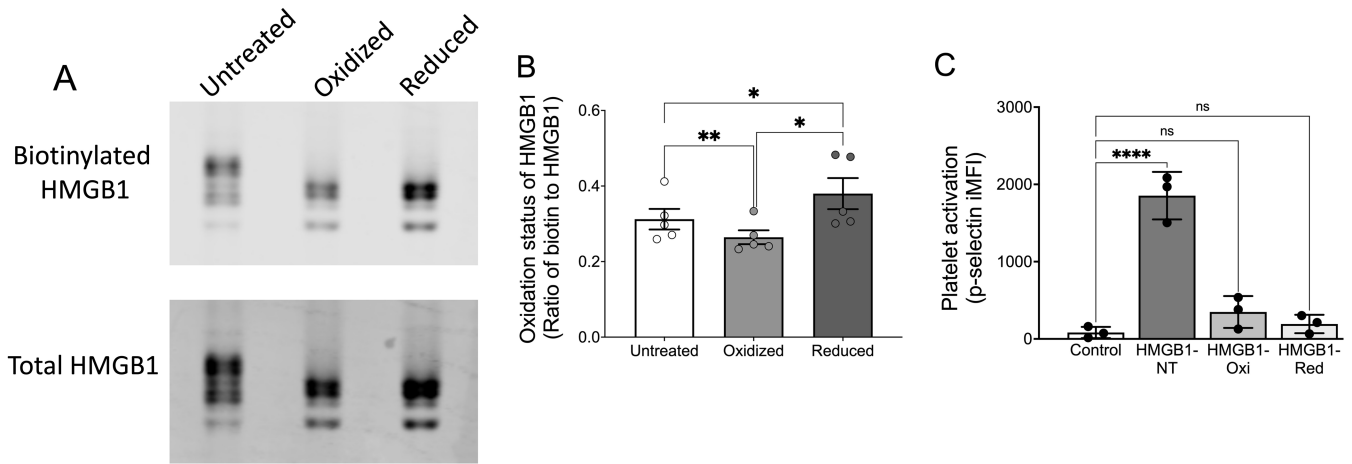 A
Untreated
Oxidized
Reduced
Biotinylated
HMGB1
Total HMGB1
B
Oxidation status of HMGB1
(Ratio of biotin to HMGB1)
0.6
0.4
0.2
0.0
*
**
*
Untreated
Oxidized
Reduced
C
Platelet activation
(p-selectin iMFI)
3000
2000
1000
0
ns
ns
****
Control
HMGB1-
NT
HMGB1-
Oxi
HMGB1-
Red